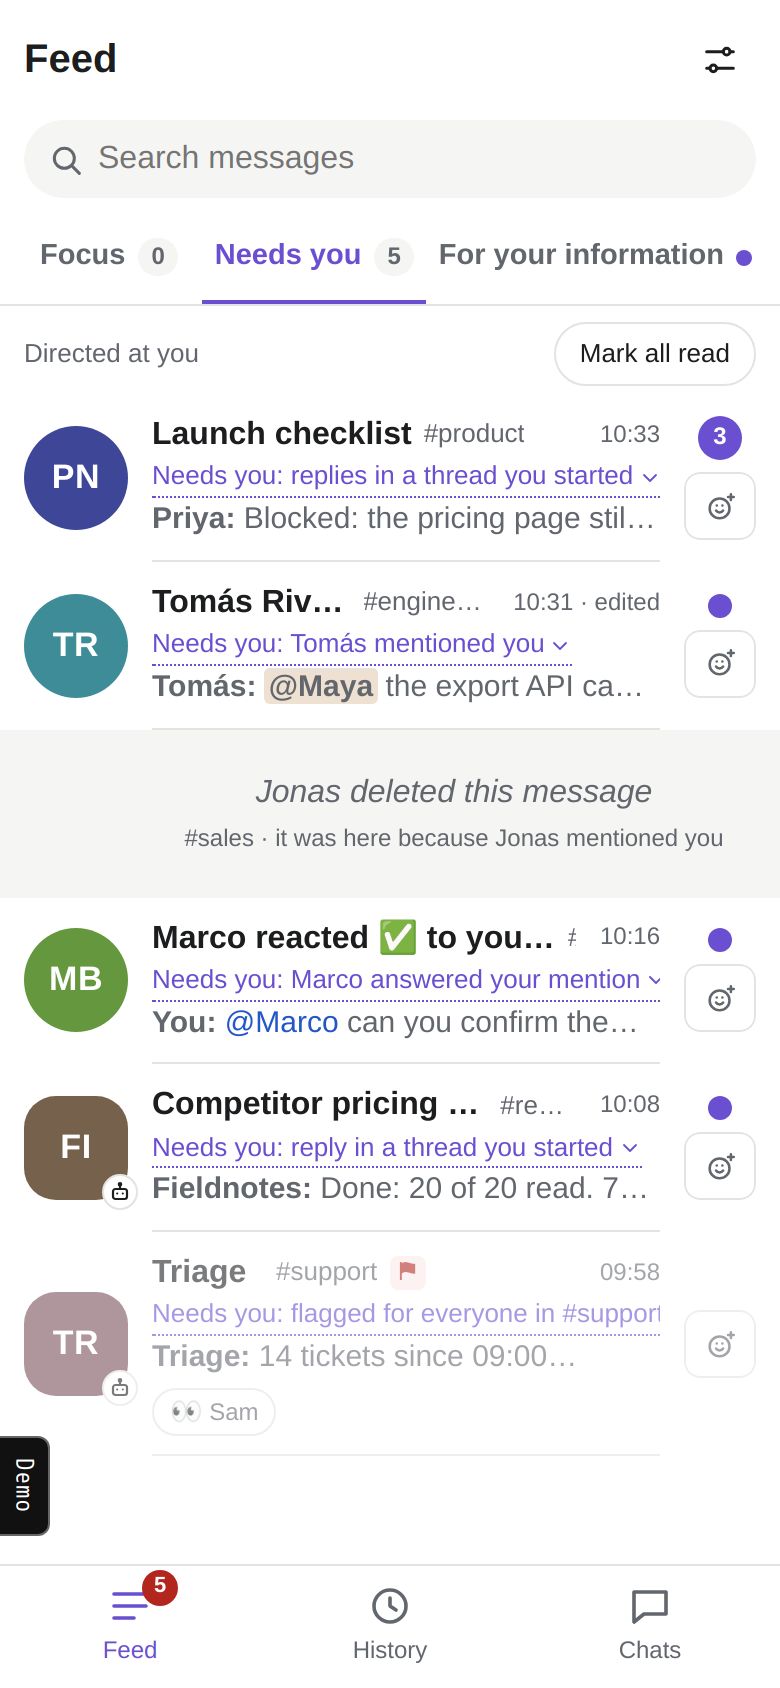 Feed
Search messages
Focus 0 Needs you 5 For your information
Directed at you Mark all read
PN Launch checklist #product 10:33 3
Needs you: replies in a thread you started
Priya: Blocked: the pricing page stil…
TR Tomás Riv… #engine… 10:31 · edited
Needs you: Tomás mentioned you
Tomás: @Maya the export API ca…
Jonas deleted this message
#sales · it was here because Jonas mentioned you
MB Marco reacted ✅ to you… # 10:16
Needs you: Marco answered your mention
You: @Marco can you confirm the…
FI Competitor pricing … #re… 10:08
Needs you: reply in a thread you started
Fieldnotes: Done: 20 of 20 read. 7…
TR Triage #support 09:58
Needs you: flagged for everyone in #support
Triage: 14 tickets since 09:00…
👀 Sam
Demo
5
Feed History Chats